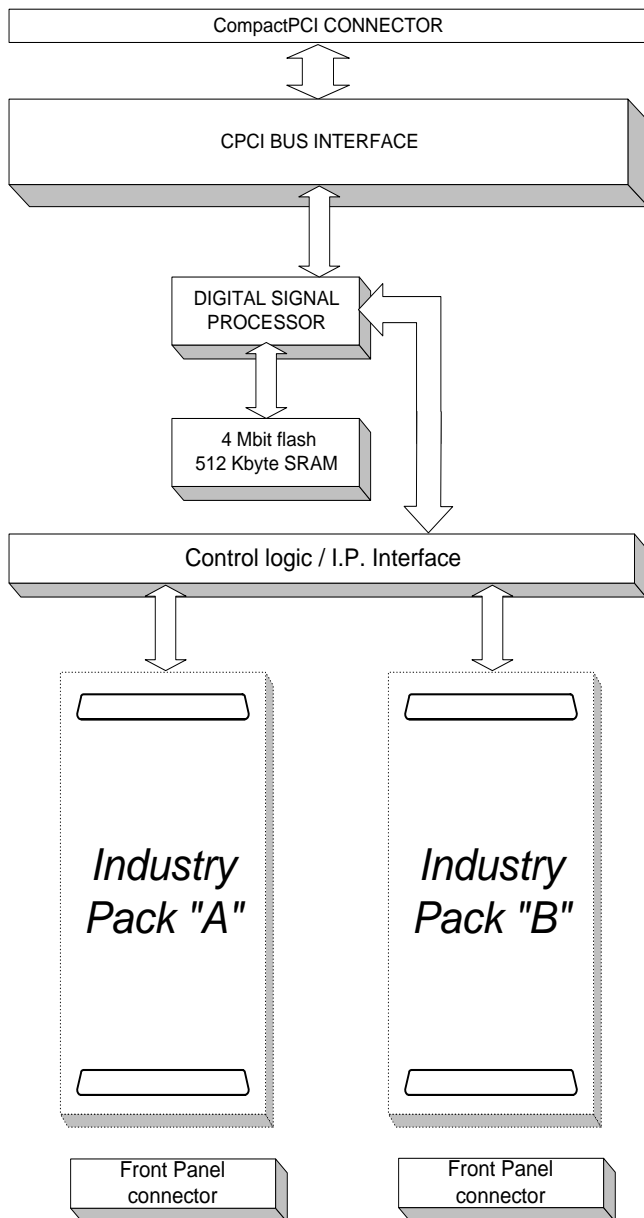 CompactPCI CONNECTOR
CPCI BUS INTERFACE
DIGITAL SIGNAL
PROCESSOR
4 Mbit flash
512 Kbyte SRAM
Control logic / I.P. Interface
Industry
Pack "A"
Industry
Pack "B"
Front Panel
connector
Front Panel
connector